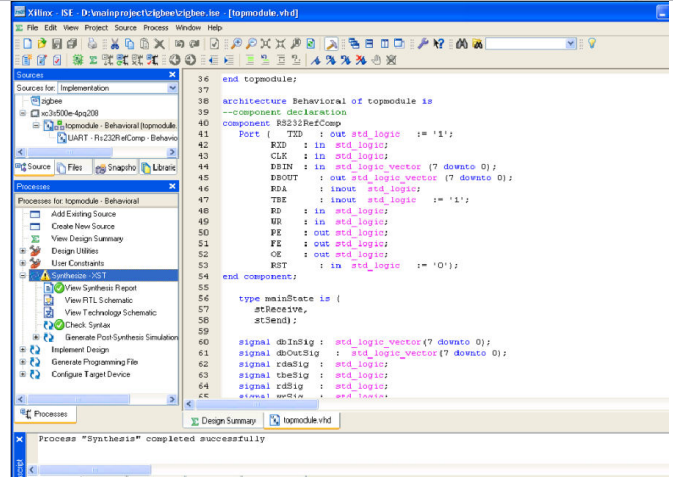 Xilinx - ISE - D:\mainproject\zigbee\zigbee.ise - [topmodule.vhd]
File Edit View Project Source Process Window Help
Sources
Sources for: Implementation
zigbee
xc3s500e-4pq208
topmodule - Behavioral (topmodule.
UART - Rs232RefComp - Behavio
Source Files Snapsho Librarie
Processes
Processes for: topmodule - Behavioral
Add Existing Source
Create New Source
View Design Summary
Design Utilities
User Constraints
Synthesize - XST
View Synthesis Report
View RTL Schematic
View Technology Schematic
Check Syntax
Generate Post-Synthesis Simulation
Implement Design
Generate Programming File
Configure Target Device
Processes
36 end topmodule;
37
38 architecture Behavioral of topmodule is
39 --component declaration
40 component RS232RefComp
41 Port ( TXD : out std_logic := '1';
42 RXD : in std_logic;
43 CLK : in std_logic;
44 DBIN : in std_logic_vector (7 downto 0);
45 DBOUT : out std_logic_vector (7 downto 0);
46 RDA : inout std_logic;
47 TBE : inout std_logic := '1';
48 RD : in std_logic;
49 WR : in std_logic;
50 PE : out std_logic;
51 FE : out std_logic;
52 OE : out std_logic;
53 RST : in std_logic := '0');
54 end component;
55
56 type mainState is (
57 stReceive,
58 stSend);
59
60 signal dbInSig : std_logic_vector(7 downto 0);
61 signal dbOutSig : std_logic_vector(7 downto 0);
62 signal rdaSig : std_logic;
63 signal tbeSig : std_logic;
64 signal rdSig : std_logic;
65 signal wrSig : std_logic;
Design Summary topmodule.vhd
Process "Synthesis" completed successfully